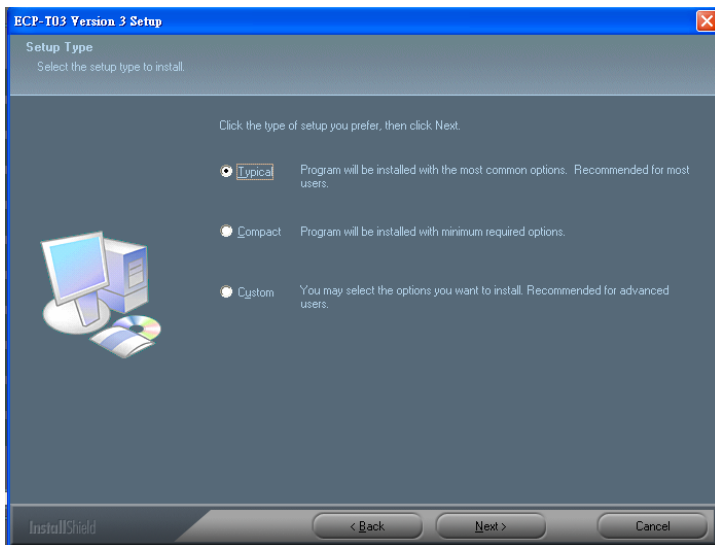 ECP-T03 Version 3 Setup
Setup Type
Select the setup type to install.
Click the type of setup you prefer, then click Next.
Typical
Program will be installed with the most common options. Recommended for most
users.
Compact
Program will be installed with minimum required options.
Custom
You may select the options you want to install. Recommended for advanced
users.
InstallShield
< Back
Next >
Cancel